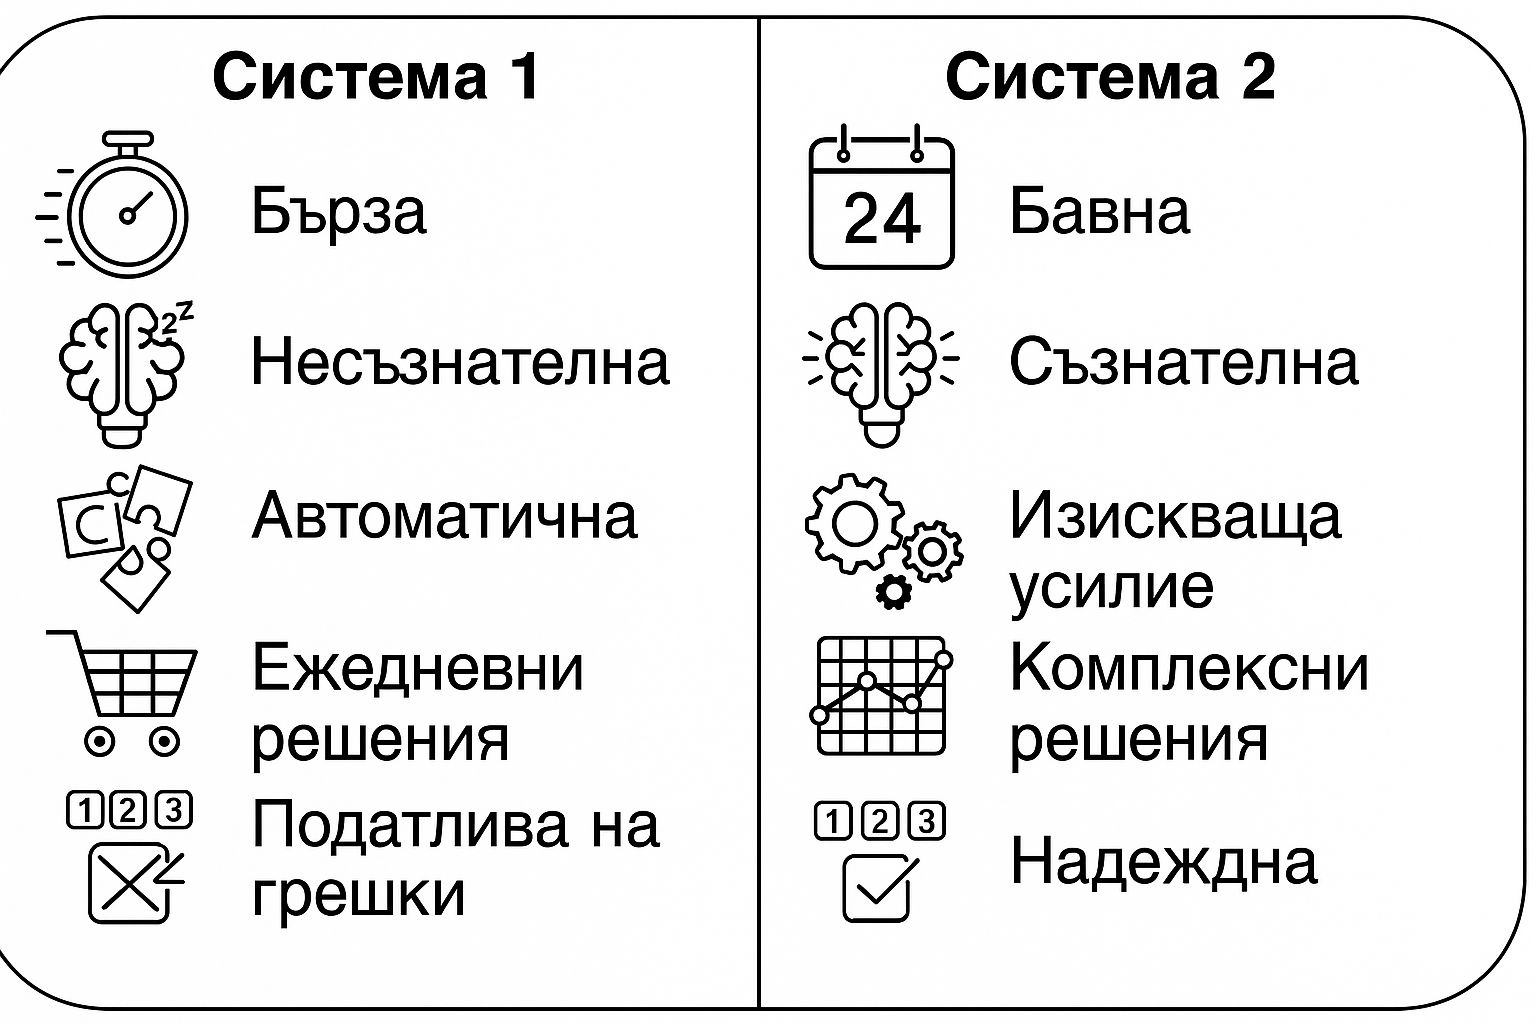 Система 1
Бърза
Несъзнателна
Автоматична
Ежедневни
решения
1 2 3
Податлива на
грешки
Система 2
24
Бавна
Съзнателна
Изискваща
усилие
Комплексни
решения
1 2 3
Надеждна